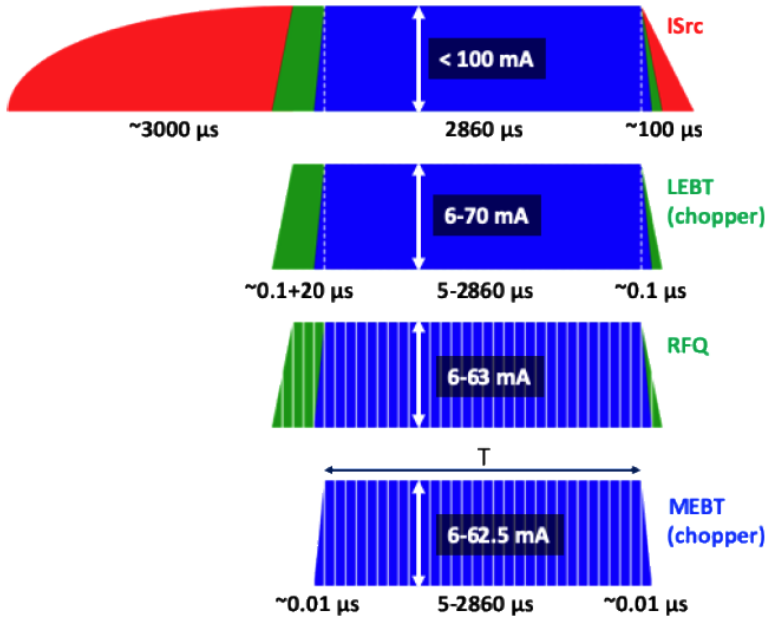 ISrc
< 100 mA
~3000 µs
2860 µs
~100 µs
LEBT
(chopper)
6-70 mA
~0.1+20 µs
5-2860 µs
~0.1 µs
RFQ
6-63 mA
T
MEBT
(chopper)
6-62.5 mA
~0.01 µs
5-2860 µs
~0.01 µs